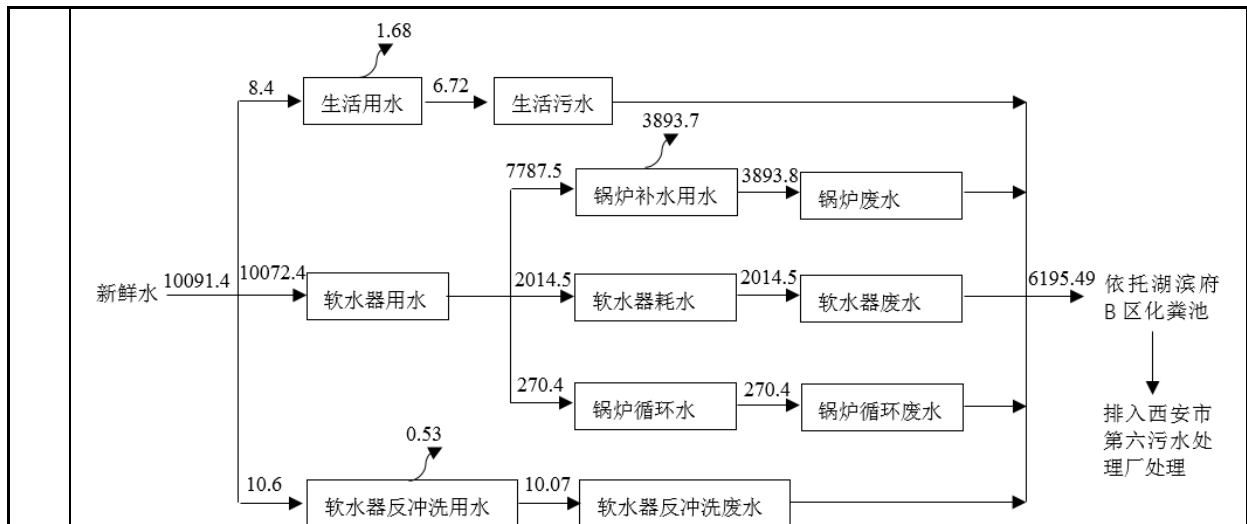 1.68
8.4
生活用水
6.72
生活污水
3893.7
7787.5
锅炉补水用水
3893.8
锅炉废水
新鲜水
10091.4
10072.4
软水器用水
2014.5
软水器耗水
2014.5
软水器废水
6195.49
依托湖滨府
B 区化粪池
270.4
锅炉循环水
270.4
锅炉循环废水
排入西安市
第六污水处
理厂处理
0.53
10.6
软水器反冲洗用水
10.07
软水器反冲洗废水